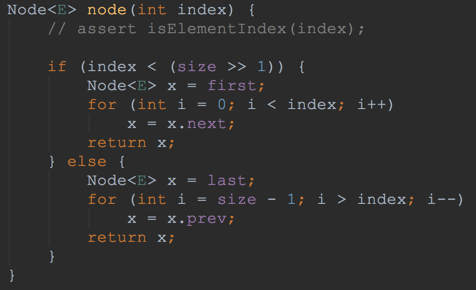 Node<E> node(int index) {
    // assert isElementIndex(index);

    if (index < (size >> 1)) {
        Node<E> x = first;
        for (int i = 0; i < index; i++)
            x = x.next;
        return x;
    } else {
        Node<E> x = last;
        for (int i = size - 1; i > index; i--)
            x = x.prev;
        return x;
    }
}